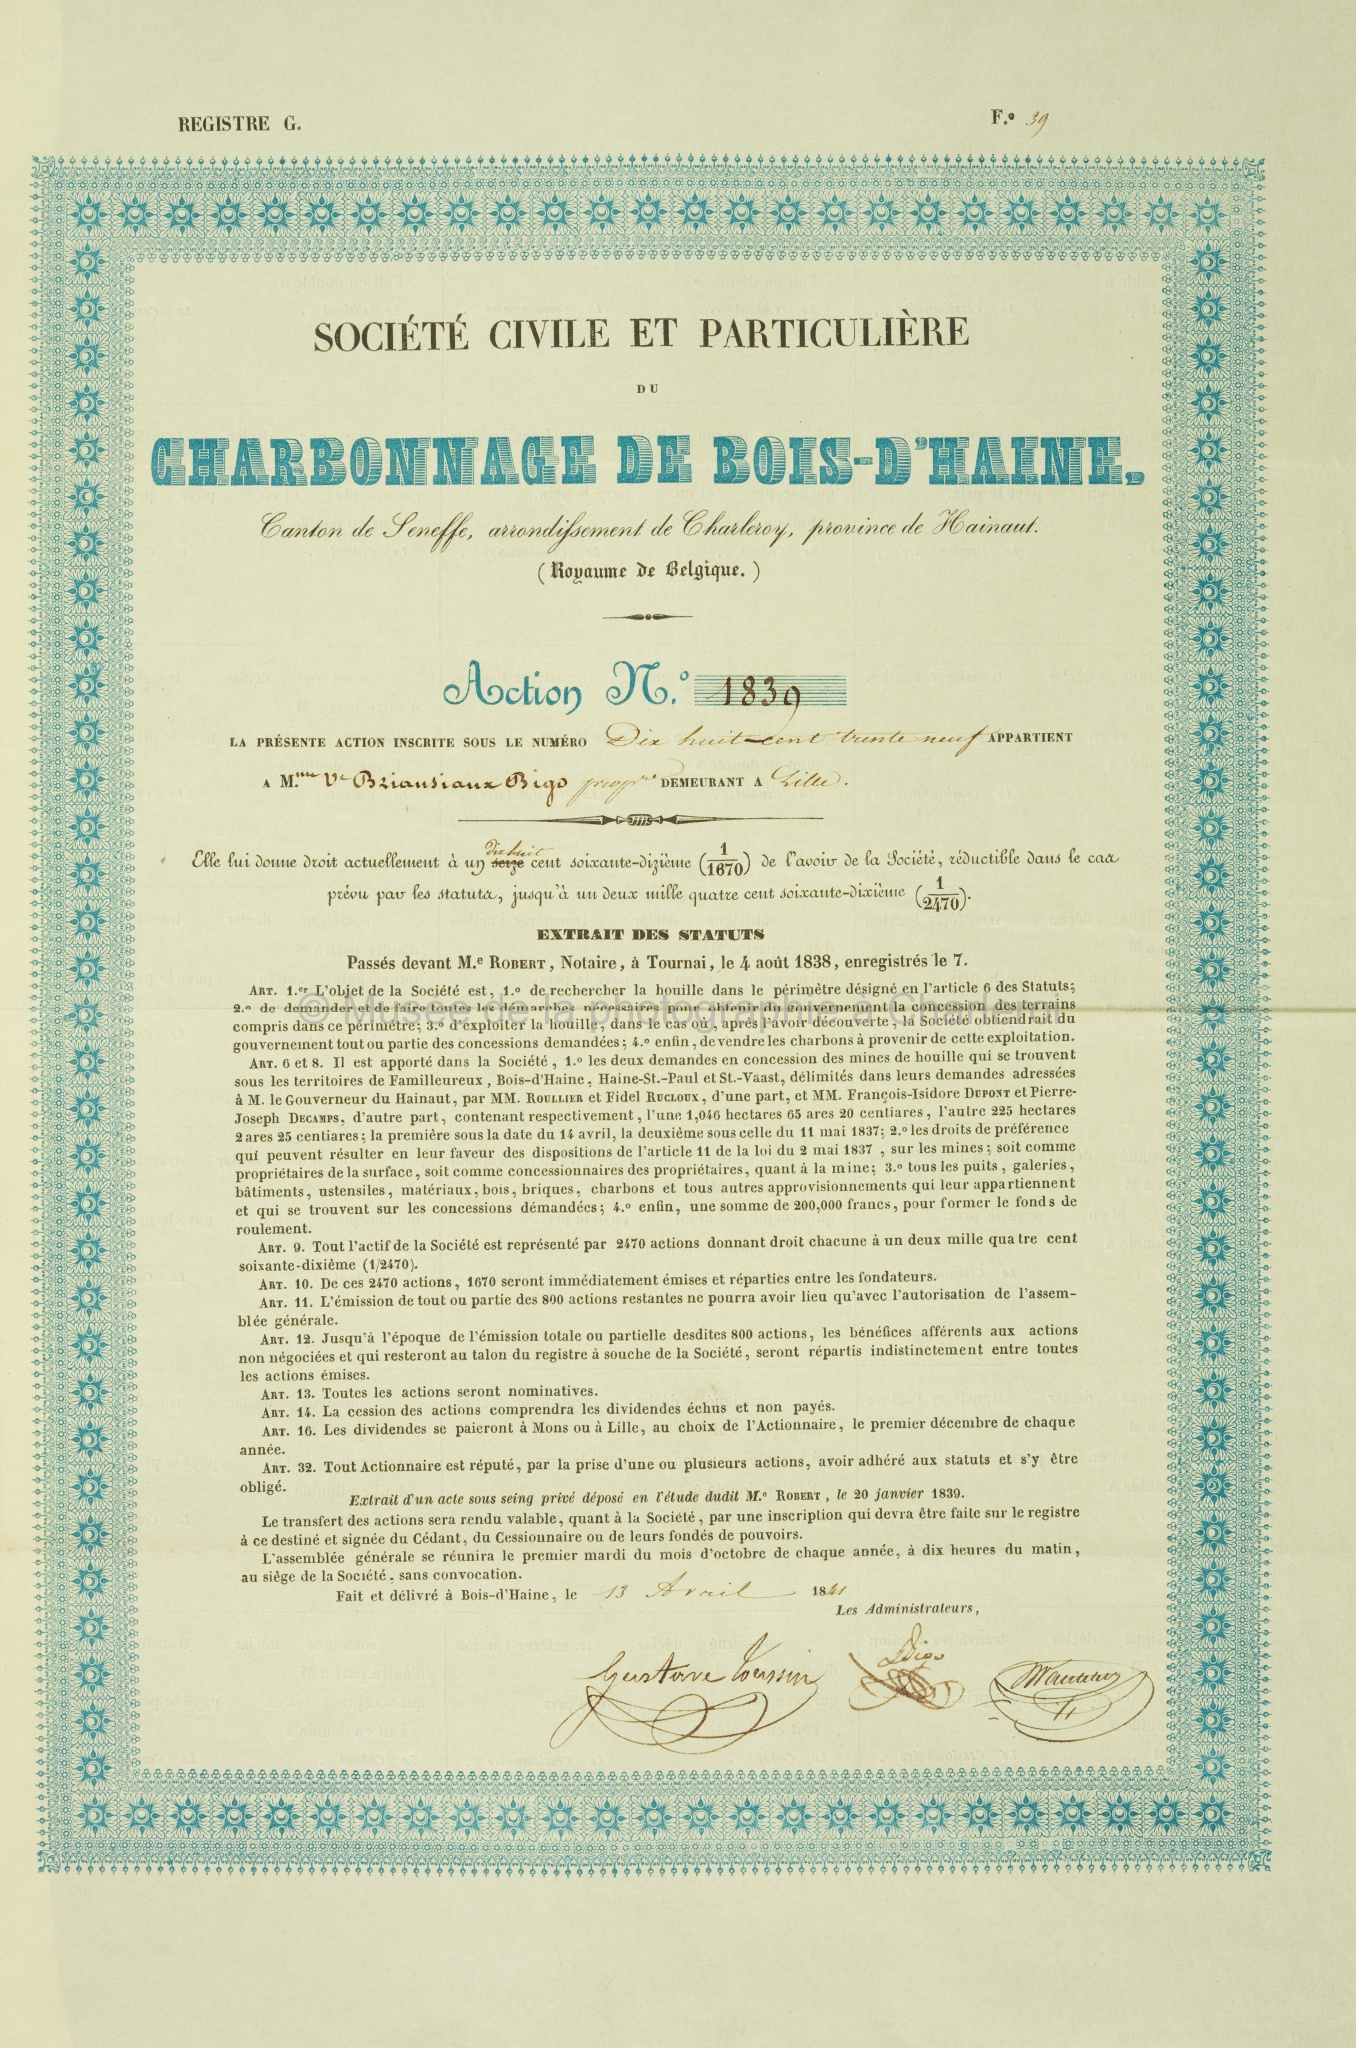 REGISTRE G.
F.o 39
SOCIÉTÉ CIVILE ET PARTICULIÈRE
DU
CHARBONNAGE DE BOIS-D'HAINE,
Canton de Seneffe, arrondissement de Charleroy, province de Hainaut.
(Royaume de Belgique.)
Action N.o 1839
LA PRÉSENTE ACTION INSCRITE SOUS LE NUMÉRO Dix huit cent trente neuf APPARTIENT
A M.me Ve Briansiaux Bigo propre DEMEURANT A Lille.
Dix huit
Elle lui donne droit actuellement à un seize cent soixante-dizième (1/1670) de l'avoir de la Société, réductible dans le cas
prévu par les statuts, jusqu'à un deux mille quatre cent soixante-dixième (1/2470).
EXTRAIT DES STATUTS
Passés devant M.e ROBERT, Notaire, à Tournai, le 4 août 1838, enregistrés le 7.
ART. 1.er L'objet de la Société est, 1.o de rechercher la houille dans le périmètre désigné en l'article 6 des Statuts;
© Musée de la photographie à Charleroi
2.o de demander et de faire toutes les démarches nécessaires pour obtenir du gouvernement la concession des terrains
compris dans ce périmètre; 3.o d'exploiter la houille, dans le cas où, après l'avoir découverte, la Société obtiendrait du
gouvernement tout ou partie des concessions demandées; 4.o enfin, de vendre les charbons à provenir de cette exploitation.
ART. 6 et 8. Il est apporté dans la Société, 1.o les deux demandes en concession des mines de houille qui se trouvent
sous les territoires de Familleureux, Bois-d'Haine, Haine-St.-Paul et St.-Vaast, délimités dans leurs demandes adressées
à M. le Gouverneur du Hainaut, par MM. ROULLIER et Fidel RUCLOUX, d'une part, et MM. François-Isidore DUPONT et Pierre-
Joseph DECAMPS, d'autre part, contenant respectivement, l'une 1,046 hectares 65 ares 20 centiares, l'autre 225 hectares
2 ares 25 centiares; la première sous la date du 14 avril, la deuxième sous celle du 11 mai 1837; 2.o les droits de préférence
qui peuvent résulter en leur faveur des dispositions de l'article 11 de la loi du 2 mai 1837, sur les mines; soit comme
propriétaires de la surface, soit comme concessionnaires des propriétaires, quant à la mine; 3.o tous les puits, galeries,
bâtiments, ustensiles, matériaux, bois, briques, charbons et tous autres approvisionnements qui leur appartiennent
et qui se trouvent sur les concessions démandées; 4.o enfin, une somme de 200,000 francs, pour former le fonds de
roulement.
ART. 9. Tout l'actif de la Société est représenté par 2470 actions donnant droit chacune à un deux mille quatre cent
soixante-dixième (1/2470).
ART. 10. De ces 2470 actions, 1670 seront immédiatement émises et réparties entre les fondateurs.
ART. 11. L'émission de tout ou partie des 800 actions restantes ne pourra avoir lieu qu'avec l'autorisation de l'assem-
blée générale.
ART. 12. Jusqu'à l'époque de l'émission totale ou partielle desdites 800 actions, les bénéfices afférents aux actions
non négociées et qui resteront au talon du registre à souche de la Société, seront répartis indistinctement entre toutes
les actions émises.
ART. 13. Toutes les actions seront nominatives.
ART. 14. La cession des actions comprendra les dividendes échus et non payés.
ART. 16. Les dividendes se paieront à Mons ou à Lille, au choix de l'Actionnaire, le premier décembre de chaque
année.
ART. 32. Tout Actionnaire est réputé, par la prise d'une ou plusieurs actions, avoir adhéré aux statuts et s'y être
obligé.
Extrait d'un acte sous seing privé déposé en l'étude dudit M.e ROBERT, le 20 janvier 1839.
Le transfert des actions sera rendu valable, quant à la Société, par une inscription qui devra être faite sur le registre
à ce destiné et signée du Cédant, du Cessionnaire ou de leurs fondés de pouvoirs.
L'assemblée générale se réunira le premier mardi du mois d'octobre de chaque année, à dix heures du matin,
au siège de la Société, sans convocation.
Fait et délivré à Bois-d'Haine, le 13 Avril 1841
Les Administrateurs,
Gustave Toussin
Bigo